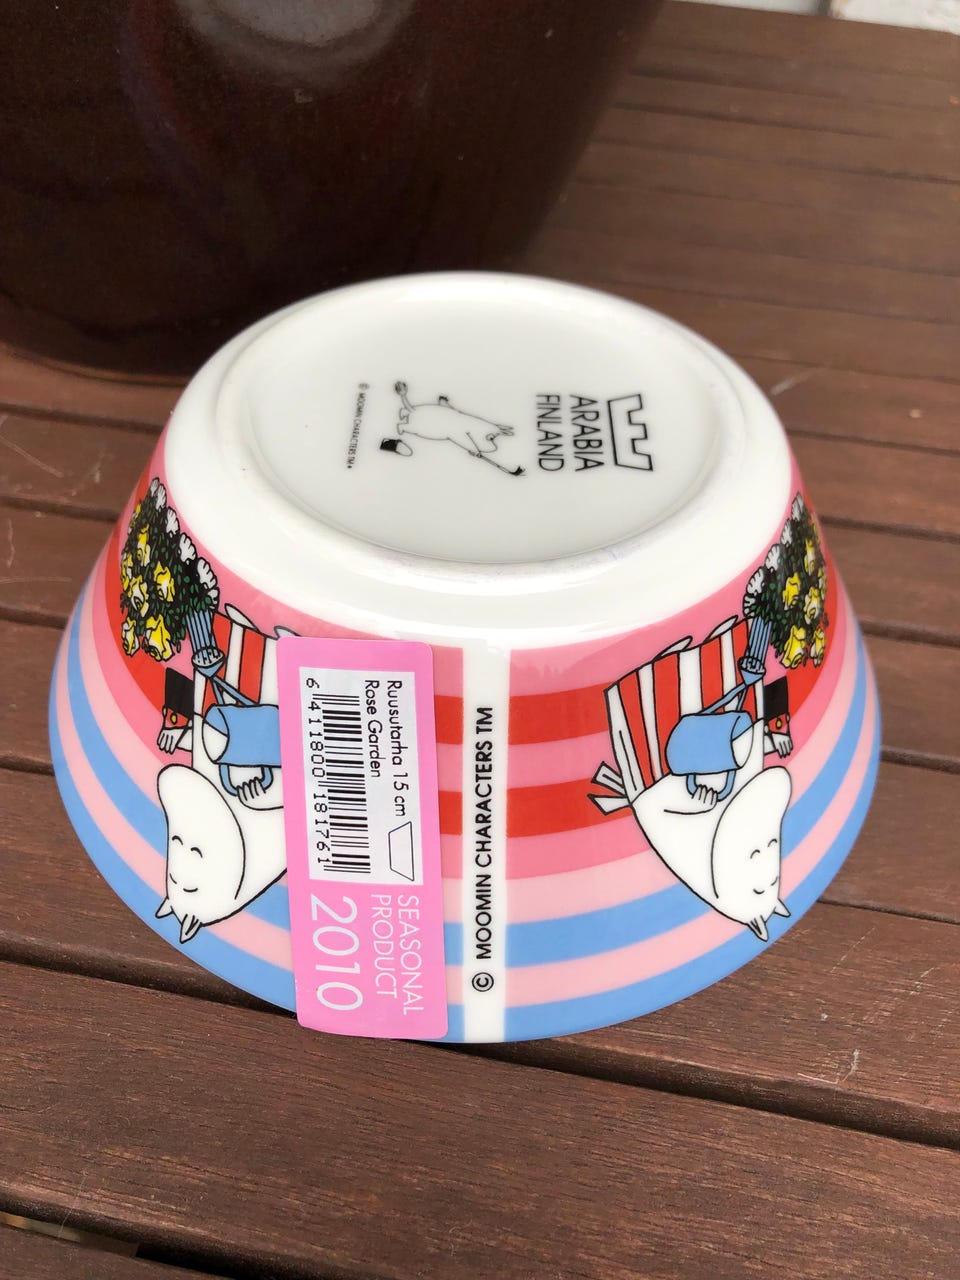 ARABIA
FINLAND
© MOOMIN CHARACTERS TM
Ruusutarha 15 cm
Rose Garden
6 411800 181761
SEASONAL
PRODUCT
2010
© MOOMIN CHARACTERS TM